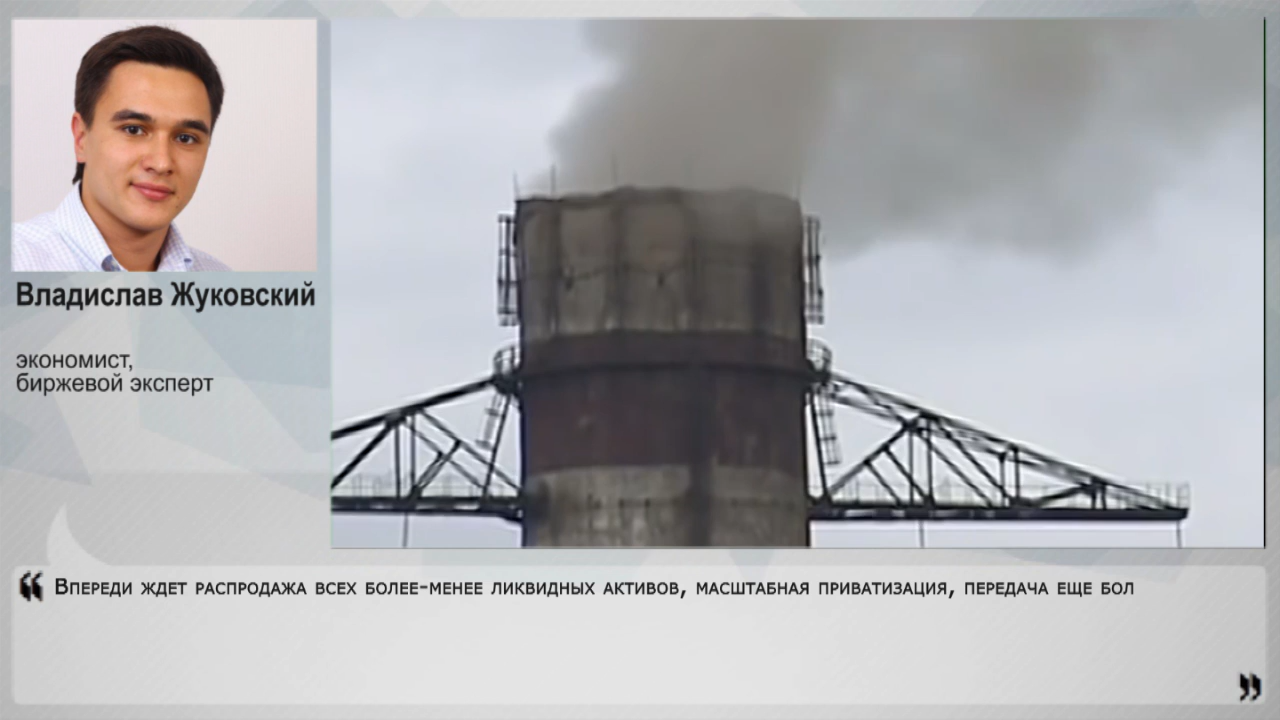 Владислав Жуковский
экономист,
биржевой эксперт
“ Впереди ждет распродажа всех более-менее ликвидных активов, масштабная приватизация, передача еще бол
”